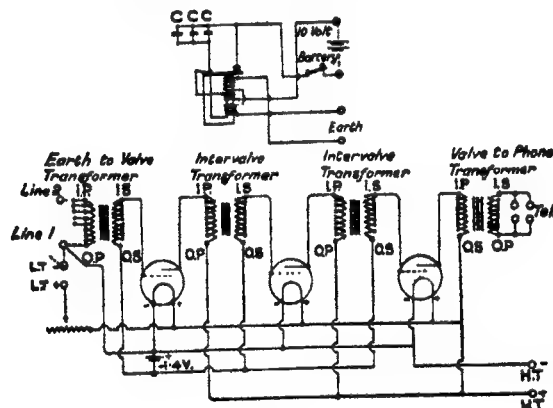 C C C
10 Volt
Battery
Earth
Earth to Valve
Transformer
Intervalve
Transformer
Intervalve
Transformer
Valve to Phone
Transformer
Line 2
I.P. I.S
I.P. I.S
I.P. I.S
I.P. I.S
Tel
Line 1
O.P O.S
O.P O.S
O.P O.S
O.S O.P
L.T -
L.T +
- +
1.4V.
H.T -
H.T +